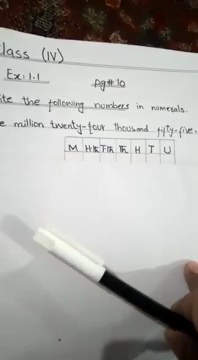 lass (IV)
Ex: 1.1
pg# 10
ite the following numbers in numerals.
e million twenty-four thousand fifty-five.
M HTh TTh Th H T U